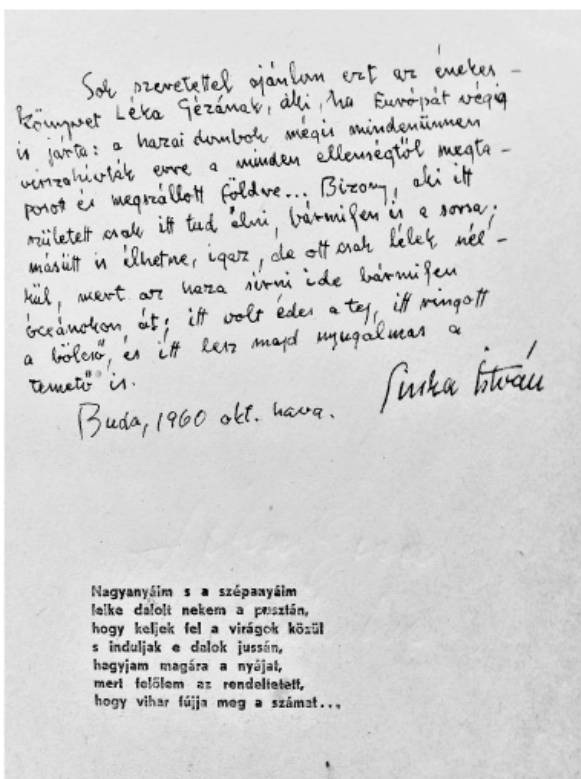 Sok szeretettel ajánlom ezt az énekes-
könyvet Léka Gézának, aki, ha Európát végig
is járta: a hazai dombok mégis mindenünnen
visszahívták erre a minden ellenségtől megta-
posott és megszállott földre... Bizony, aki itt
született csak itt tud élni, bármilyen is a sorsa;
másutt is élhetne, igaz, de ott csak lélek nél-
kül, mert az haza sírni ide bármilyen
óceánokon át; itt volt édes a tej, itt ringott
a bölcső, és itt lesz majd nyugalmas a
temető is.
Buda, 1960 okt. hava.
Sinka István
Nagyanyáim s a szépanyáim
lelke dalolt nekem a pusztán,
hogy keljek fel a virágok közül
s induljak e dalok jussán,
hagyjam magára a nyájat,
mert felőlem az rendeltetett,
hogy vihar fújja meg a számat...